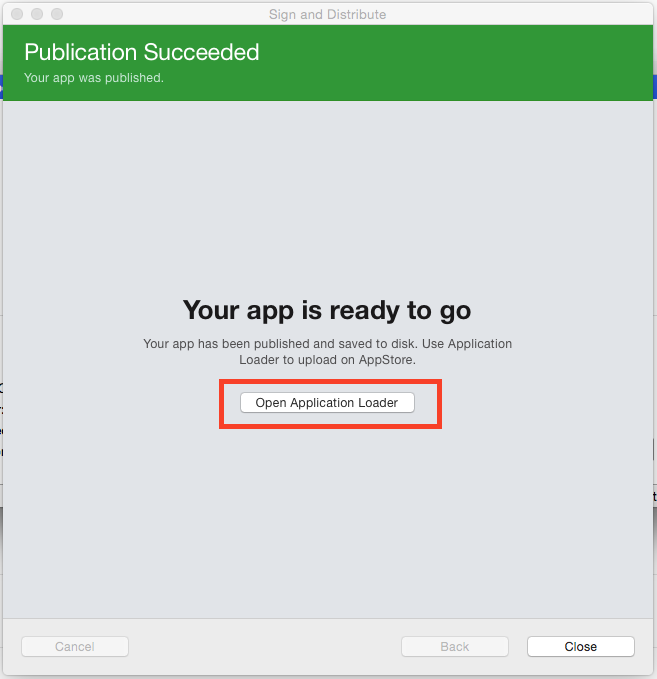 Sign and Distribute
Publication Succeeded
Your app was published.
Your app is ready to go
Your app has been published and saved to disk. Use Application
Loader to upload on AppStore.
Open Application Loader
Cancel
Back
Close